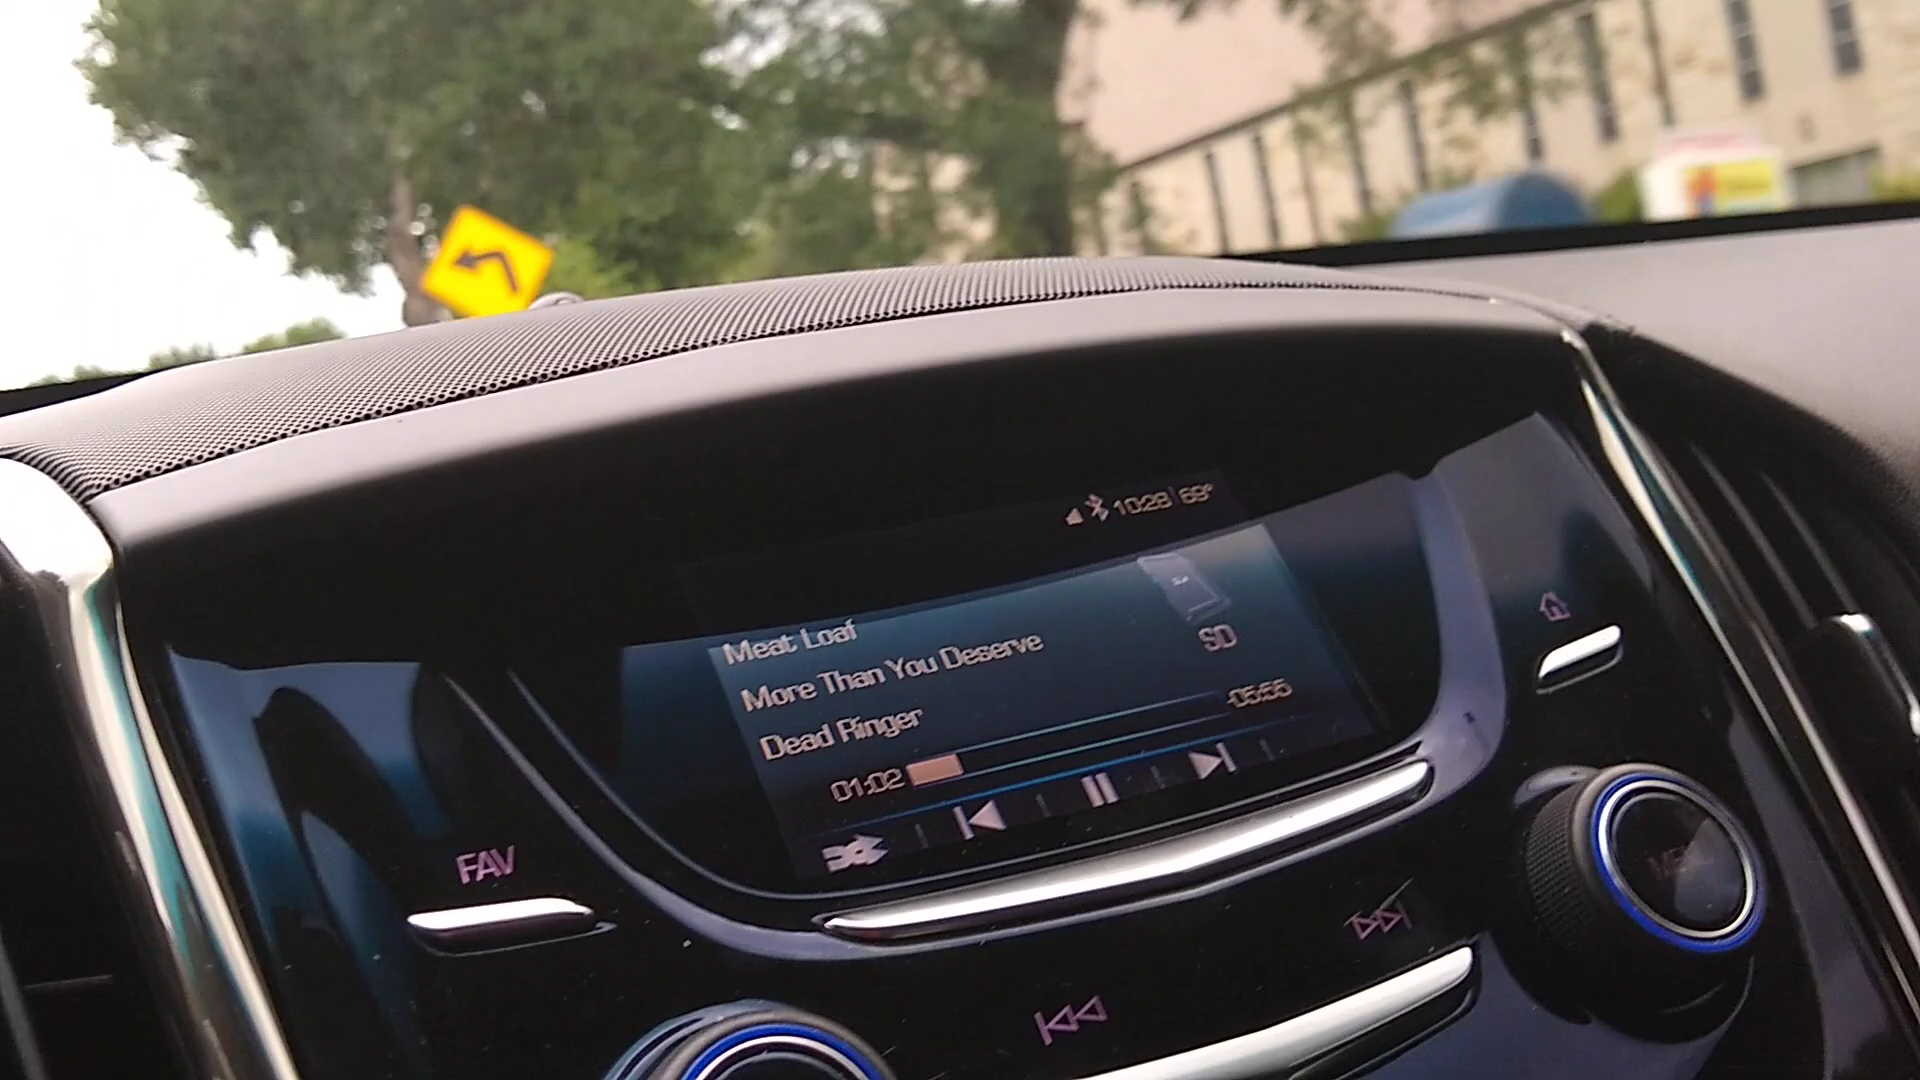 10:28 69°
Meat Loaf
More Than You Deserve
SD
Dead Ringer
01:02
-05:55
FAV